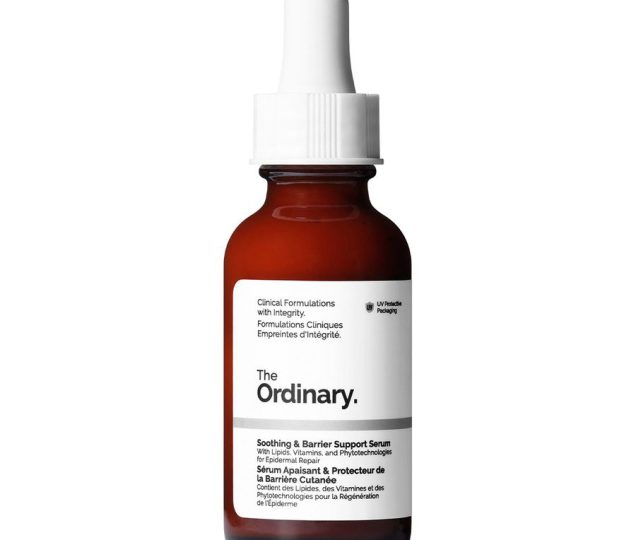 Clinical Formulations
with Integrity.
Formulations Cliniques
Empreintes d'Intégrité.
UV
UV Protective
Packaging
The
Ordinary.
Soothing & Barrier Support Serum
With Lipids, Vitamins, and Phytotechnologies
for Epidermal Repair
Sérum Apaisant & Protecteur de
la Barrière Cutanée
Contient des Lipides, des Vitamines et des
Phytotechnologies pour la Régénération
de l'Épiderme